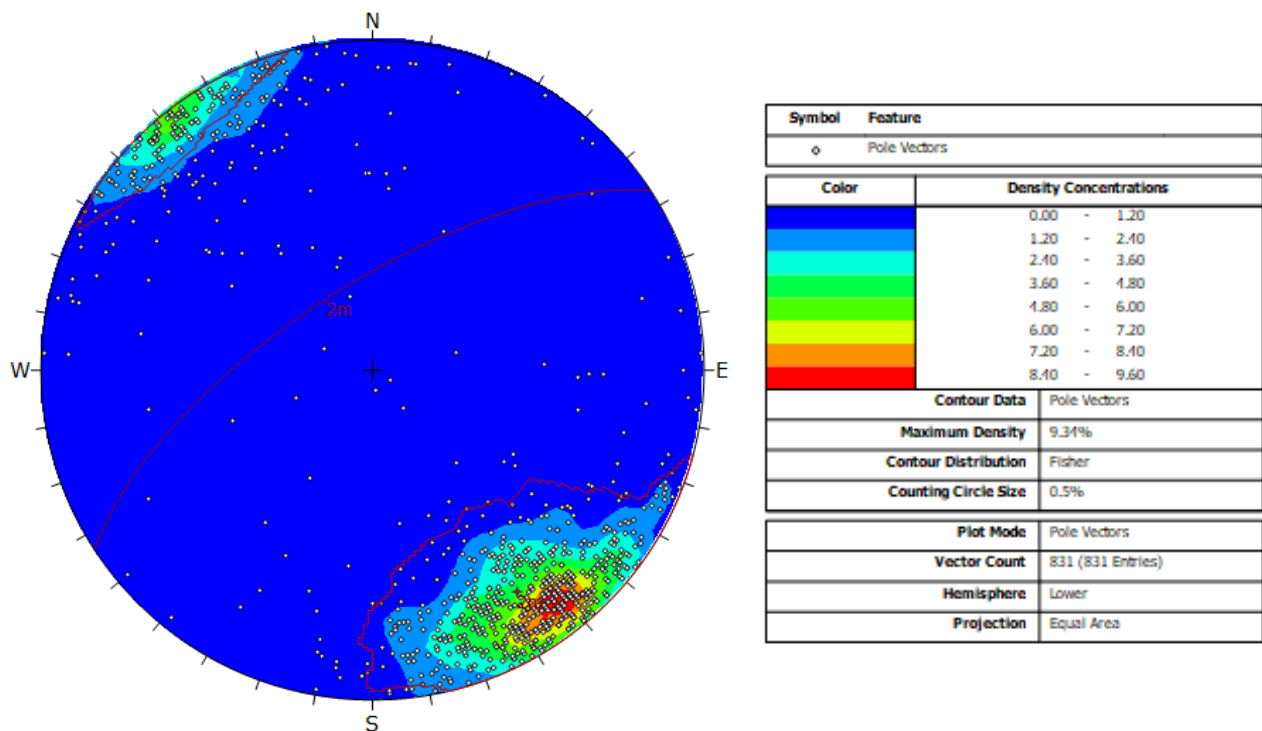 N
W
E
S
2m
Symbol Feature
Pole Vectors
Color Density Concentrations
0.00 - 1.20
1.20 - 2.40
2.40 - 3.60
3.60 - 4.80
4.80 - 6.00
6.00 - 7.20
7.20 - 8.40
8.40 - 9.60
Contour Data Pole Vectors
Maximum Density 9.34%
Contour Distribution Fisher
Counting Circle Size 0.5%
Plot Mode Pole Vectors
Vector Count 831 (831 Entries)
Hemisphere Lower
Projection Equal Area